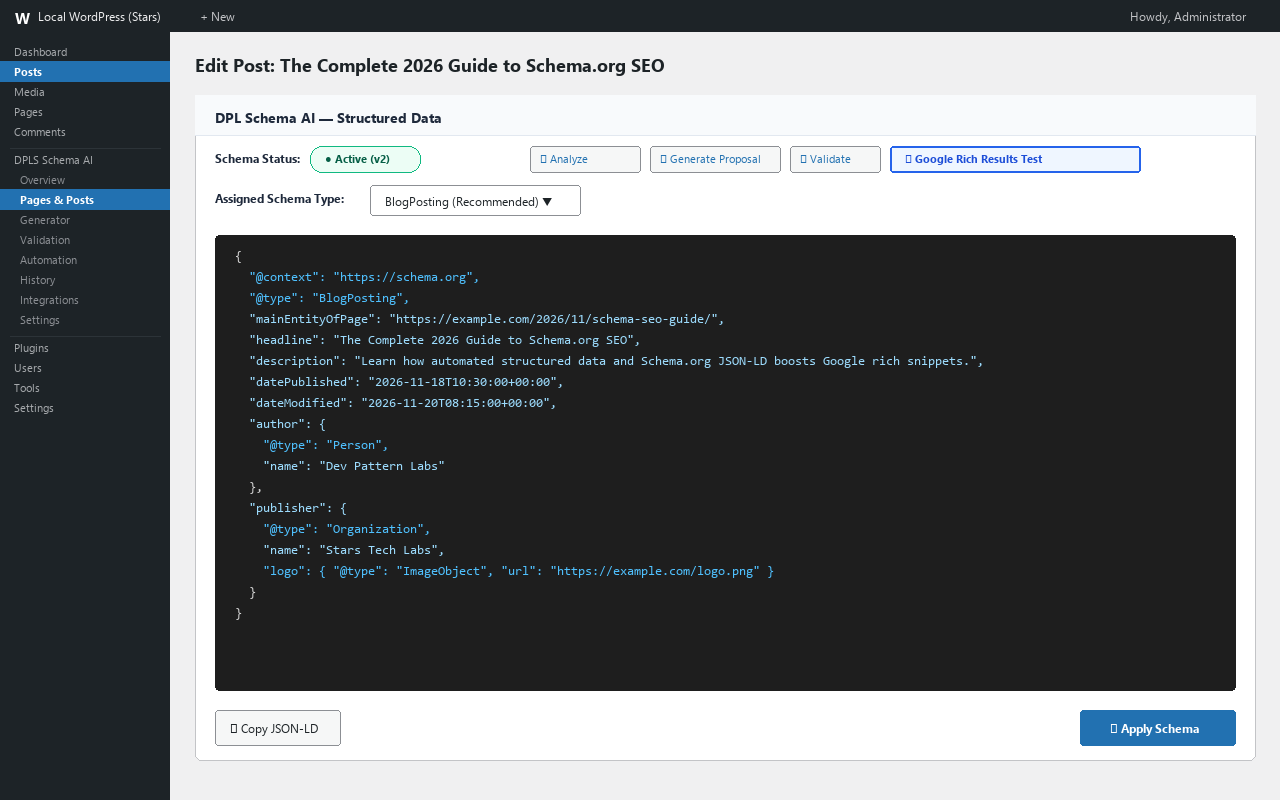 W Local WordPress (Stars) + New Howdy, Administrator
Dashboard
Posts
Media
Pages
Comments
DPLS Schema AI
Overview
Pages & Posts
Generator
Validation
Automation
History
Integrations
Settings
Plugins
Users
Tools
Settings
Edit Post: The Complete 2026 Guide to Schema.org SEO
DPL Schema AI — Structured Data
Schema Status: ● Active (v2) Analyze Generate Proposal Validate Google Rich Results Test
Assigned Schema Type: BlogPosting (Recommended) ▼
{
  "@context": "https://schema.org",
  "@type": "BlogPosting",
  "mainEntityOfPage": "https://example.com/2026/11/schema-seo-guide/",
  "headline": "The Complete 2026 Guide to Schema.org SEO",
  "description": "Learn how automated structured data and Schema.org JSON-LD boosts Google rich snippets.",
  "datePublished": "2026-11-18T10:30:00+00:00",
  "dateModified": "2026-11-20T08:15:00+00:00",
  "author": {
    "@type": "Person",
    "name": "Dev Pattern Labs"
  },
  "publisher": {
    "@type": "Organization",
    "name": "Stars Tech Labs",
    "logo": { "@type": "ImageObject", "url": "https://example.com/logo.png" }
  }
}
Copy JSON-LD Apply Schema